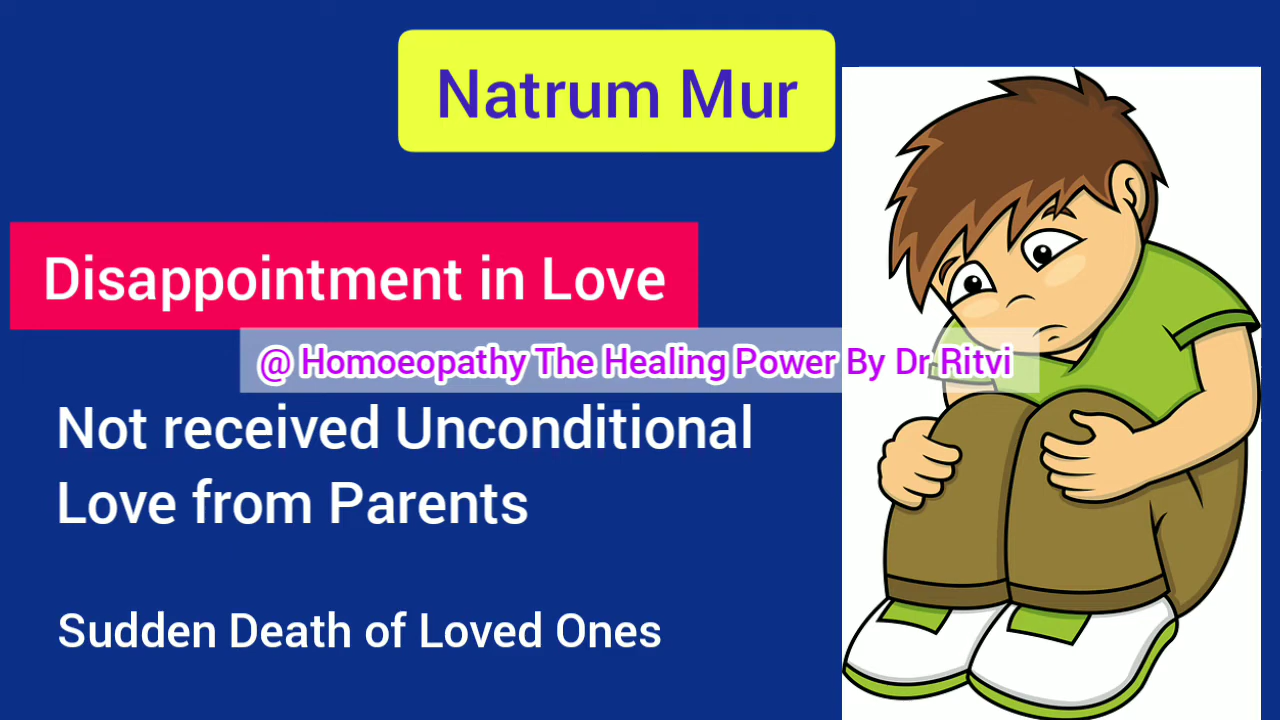 Natrum Mur
Disappointment in Love
@ Homoeopathy The Healing Power By Dr Ritvi
Not received Unconditional
Love from Parents
Sudden Death of Loved Ones